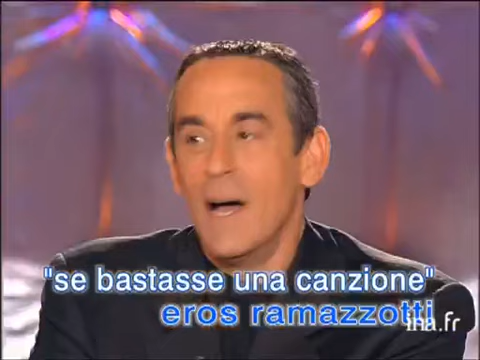 "se bastasse una canzione"
eros ramazzotti
ina.fr